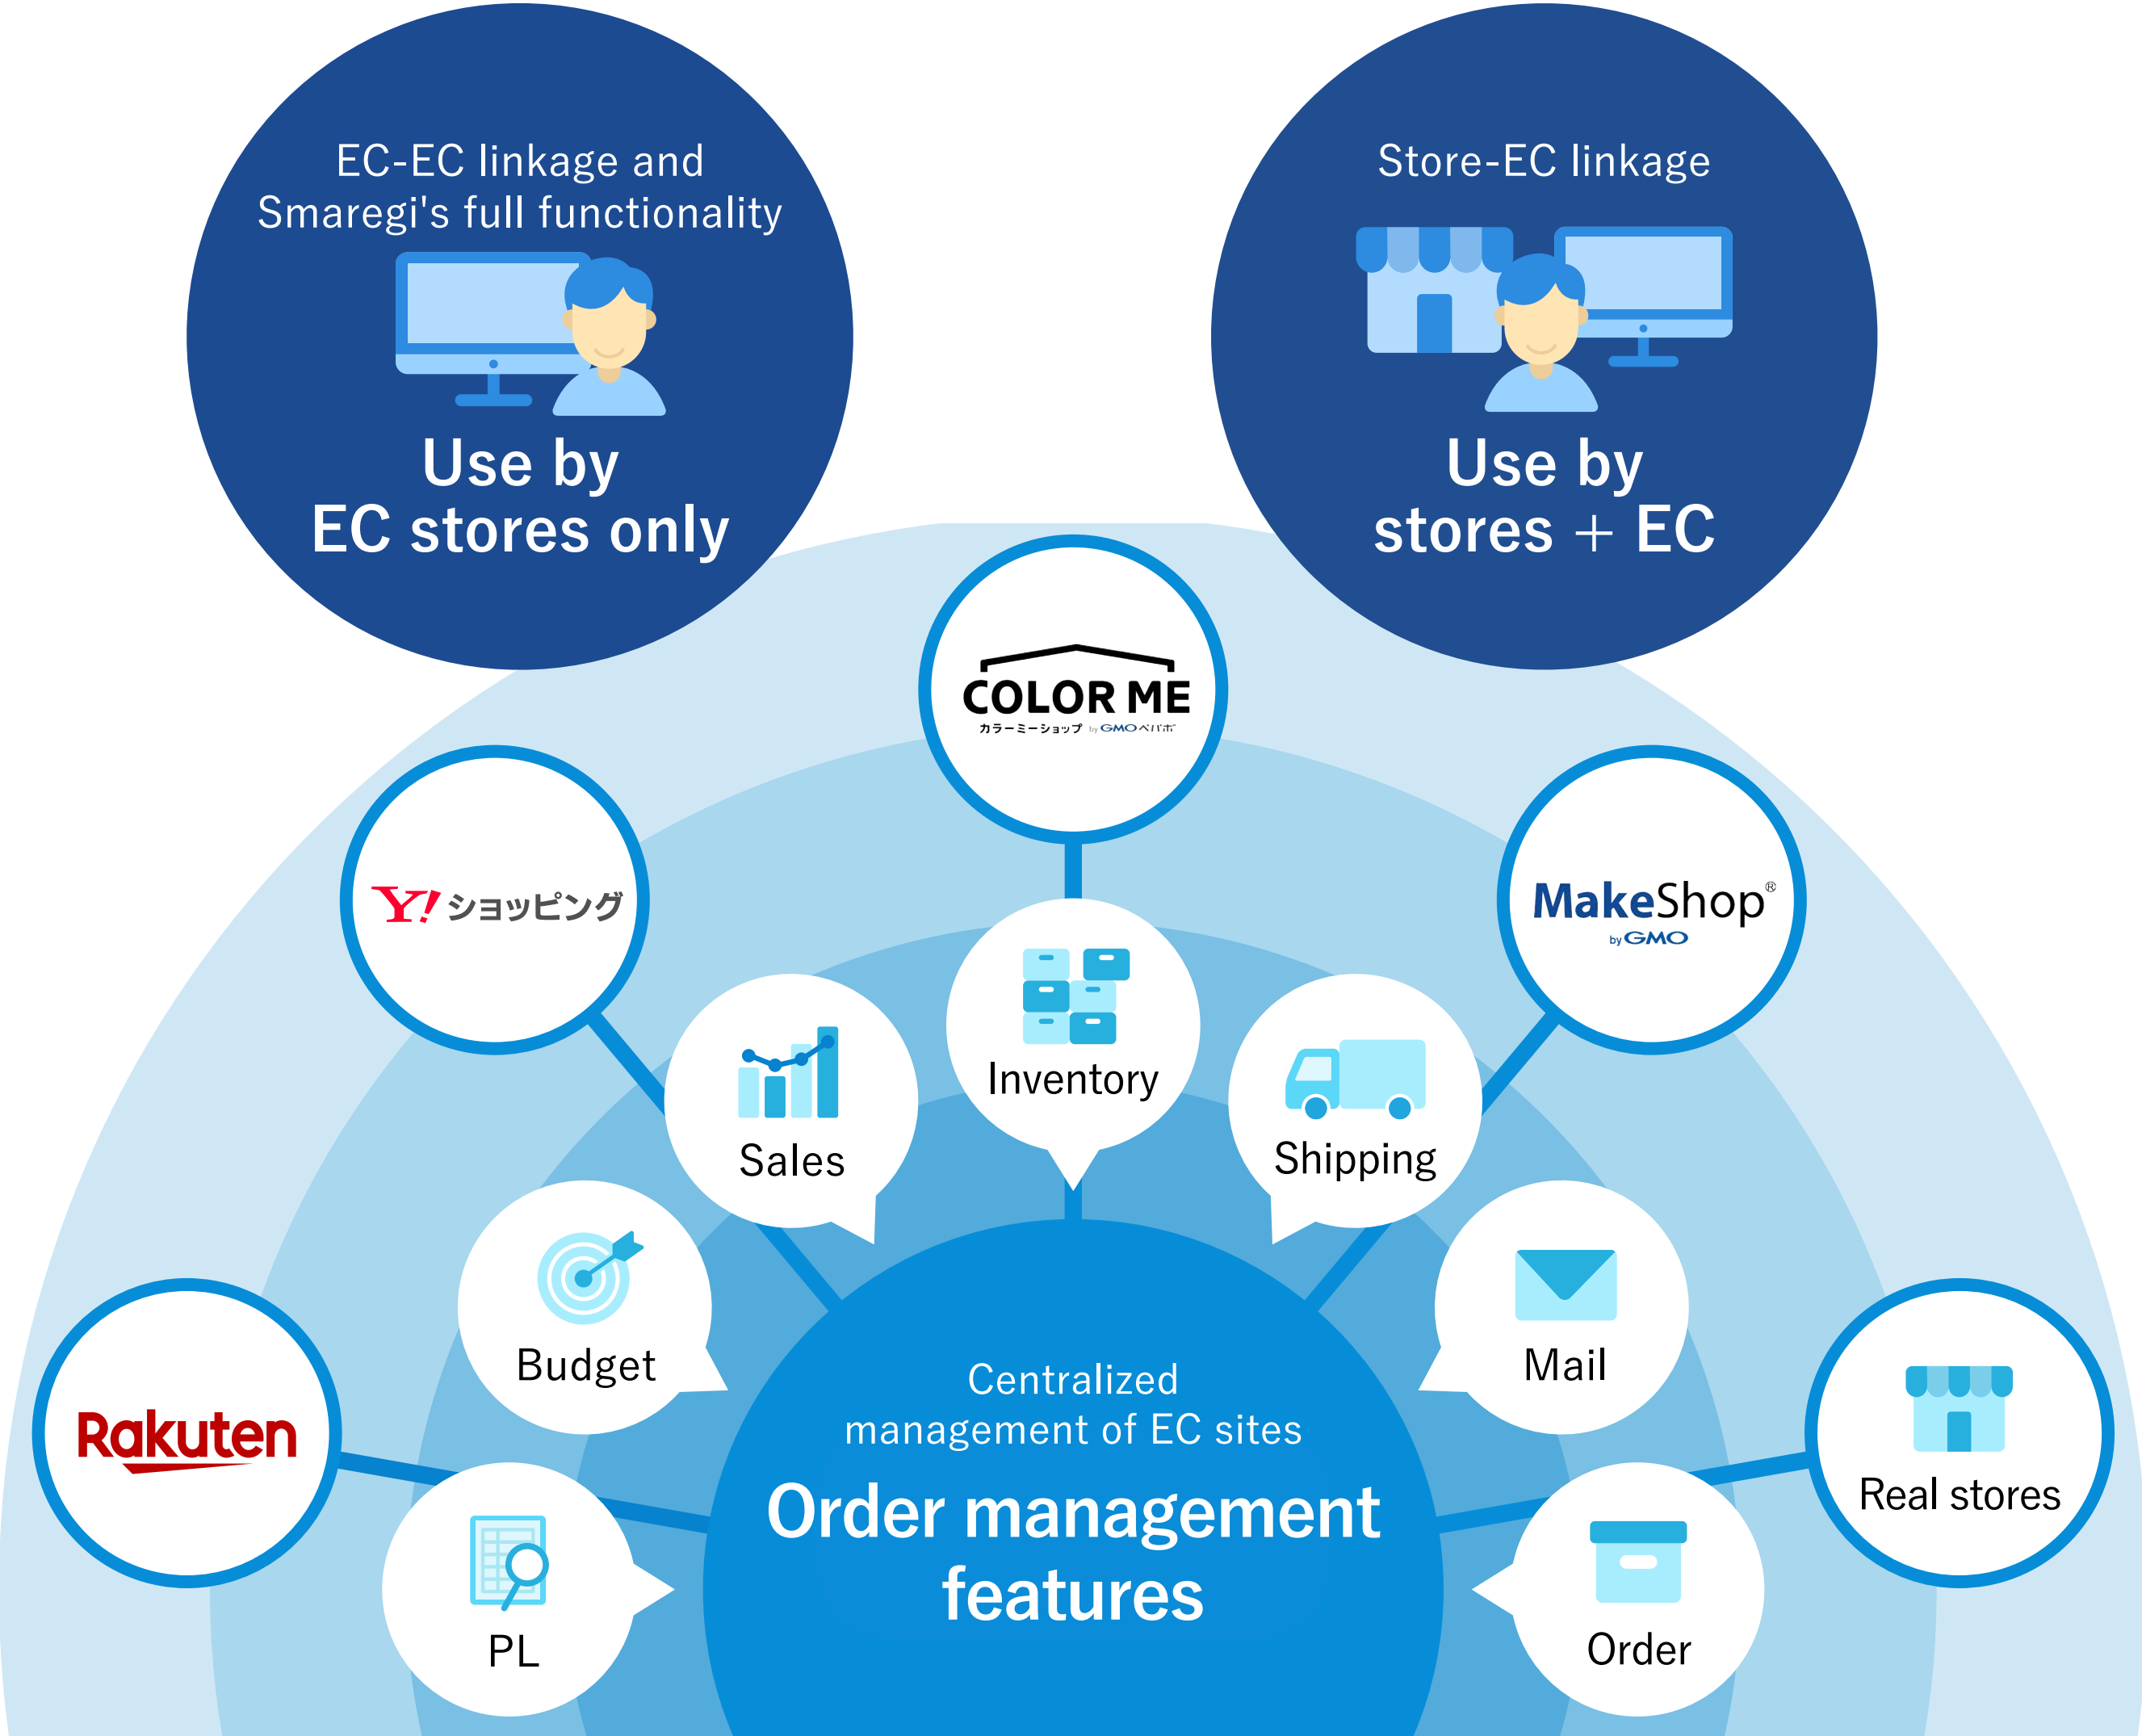 EC-EC linkage and
Smaregi's full functionality
Use by
EC stores only
Store-EC linkage
Use by
stores + EC
COLOR ME
カラーミーショップ by GMOペパボ
Y!ショッピング
MakeShop®
by GMO
Inventory
Sales
Shipping
Budget
Mail
Rakuten
Real stores
PL
Order
Centralized
management of EC sites
Order management
features